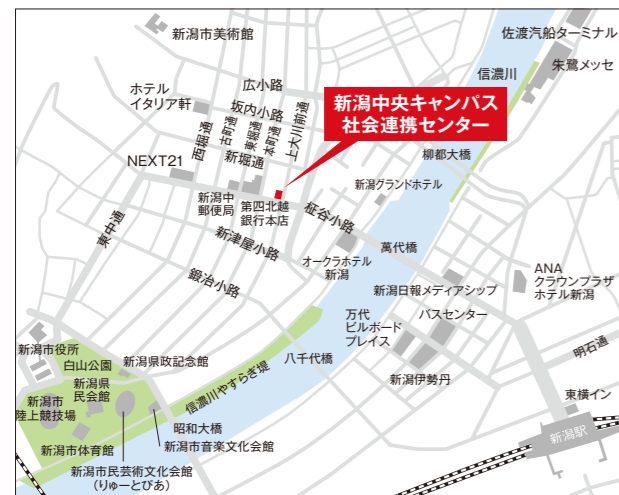 新潟市美術館
佐渡汽船ターミナル
信濃川
朱鷺メッセ
広小路
ホテル
イタリア軒
坂内小路
新潟中央キャンパス
社会連携センター
西堀通
古町通
東堀通
本町通
上大川前通
新堀通
NEXT21
柳都大橋
新潟グランドホテル
新潟中
郵便局
第四北越
銀行本店
柾谷小路
東中通
新津屋小路
萬代橋
オークラホテル
新潟
鍛冶小路
ANA
クラウンプラザ
ホテル新潟
新潟日報メディアシップ
万代
ビルボード
プレイス
バスセンター
明石通
新潟市役所
白山公園
新潟県政記念館
八千代橋
新潟伊勢丹
新潟県
民会館
信濃川やすらぎ堤
東横イン
新潟市
陸上競技場
昭和大橋
新潟駅
新潟市体育館
新潟市音楽文化会館
新潟市民芸術文化会館
(りゅーとぴあ)